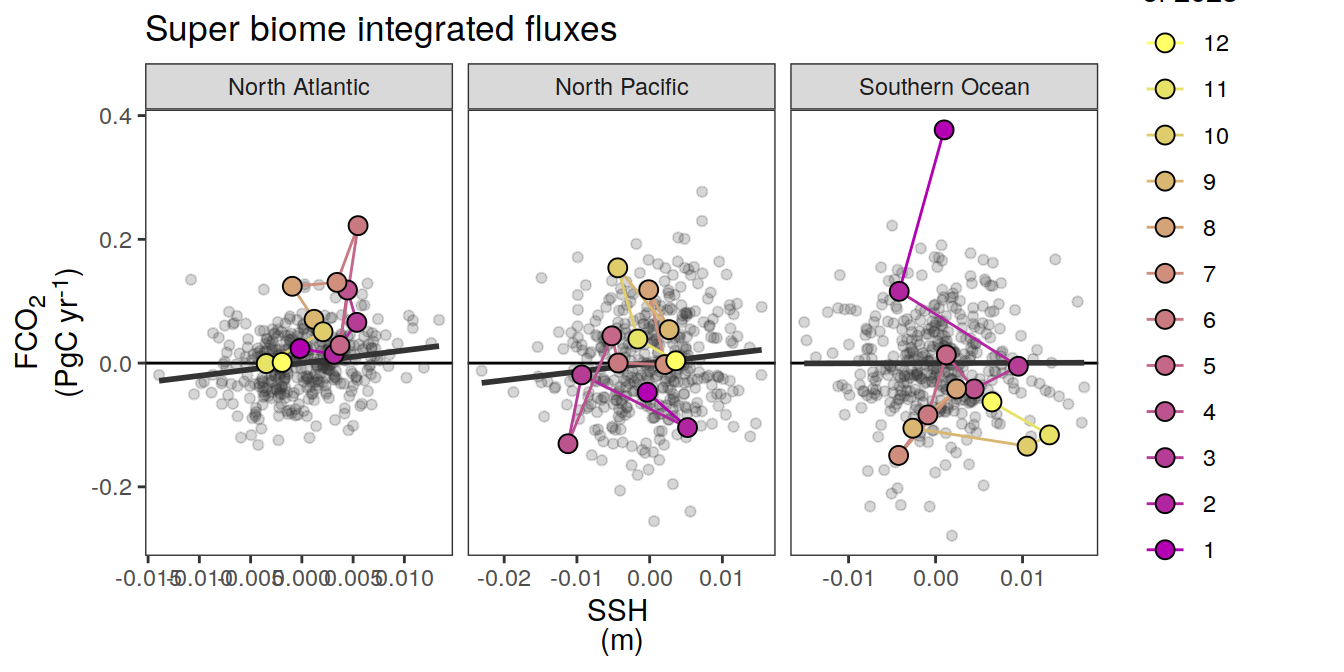 Super biome integrated fluxes
North Atlantic
North Pacific
Southern Ocean
0.4
0.2
0.0
-0.2
FCO2
(PgC yr-1)
-0.015 -0.010 -0.005 0.000 0.005 0.010
-0.02 -0.01 0.00 0.01
-0.01 0.00 0.01
SSH
(m)
12
11
10
9
8
7
6
5
4
3
2
1